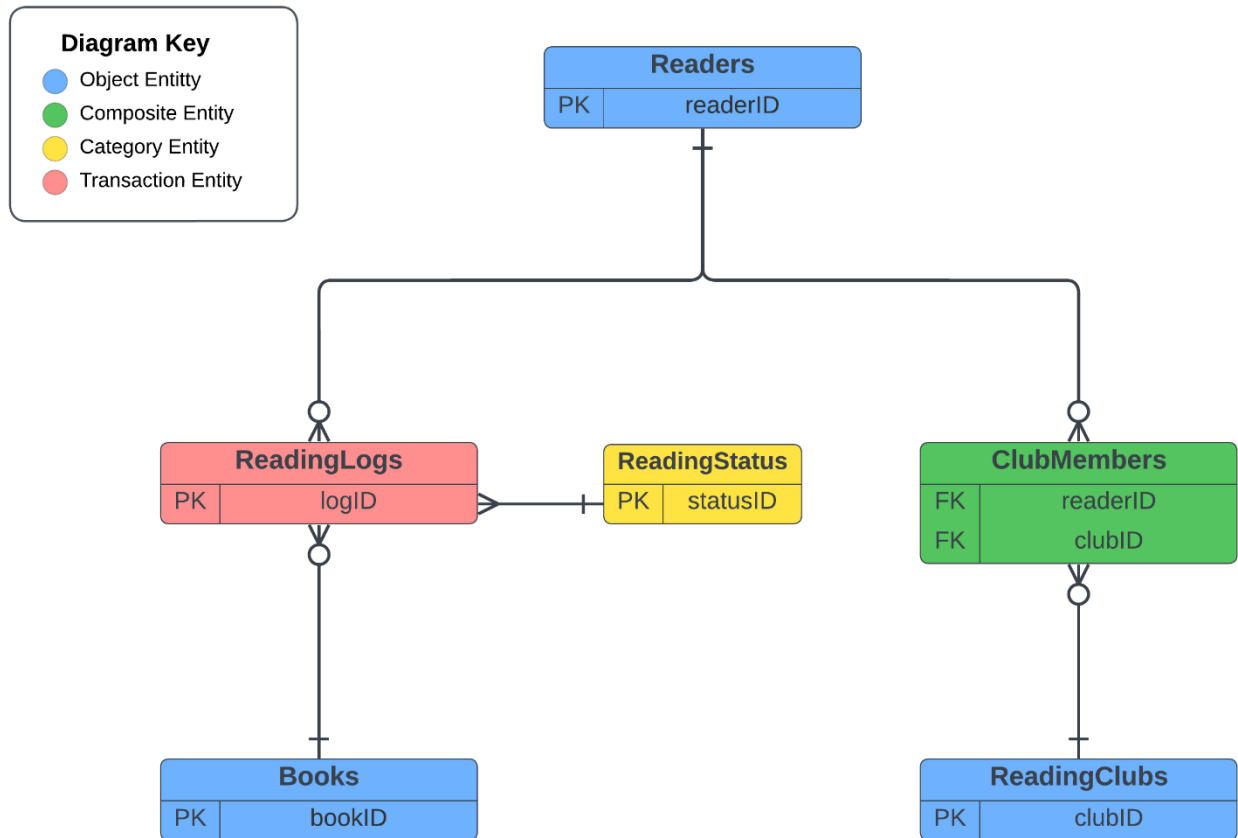 Diagram Key
Object Entitty
Composite Entity
Category Entity
Transaction Entity
Readers
PK readerID
ReadingLogs
PK logID
ReadingStatus
PK statusID
ClubMembers
FK readerID
FK clubID
Books
PK bookID
ReadingClubs
PK clubID